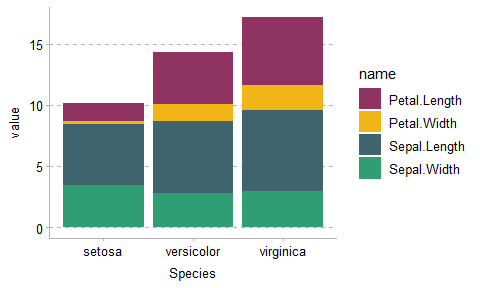 value
15
10
5
0
setosa versicolor virginica
Species
name
Petal.Length
Petal.Width
Sepal.Length
Sepal.Width